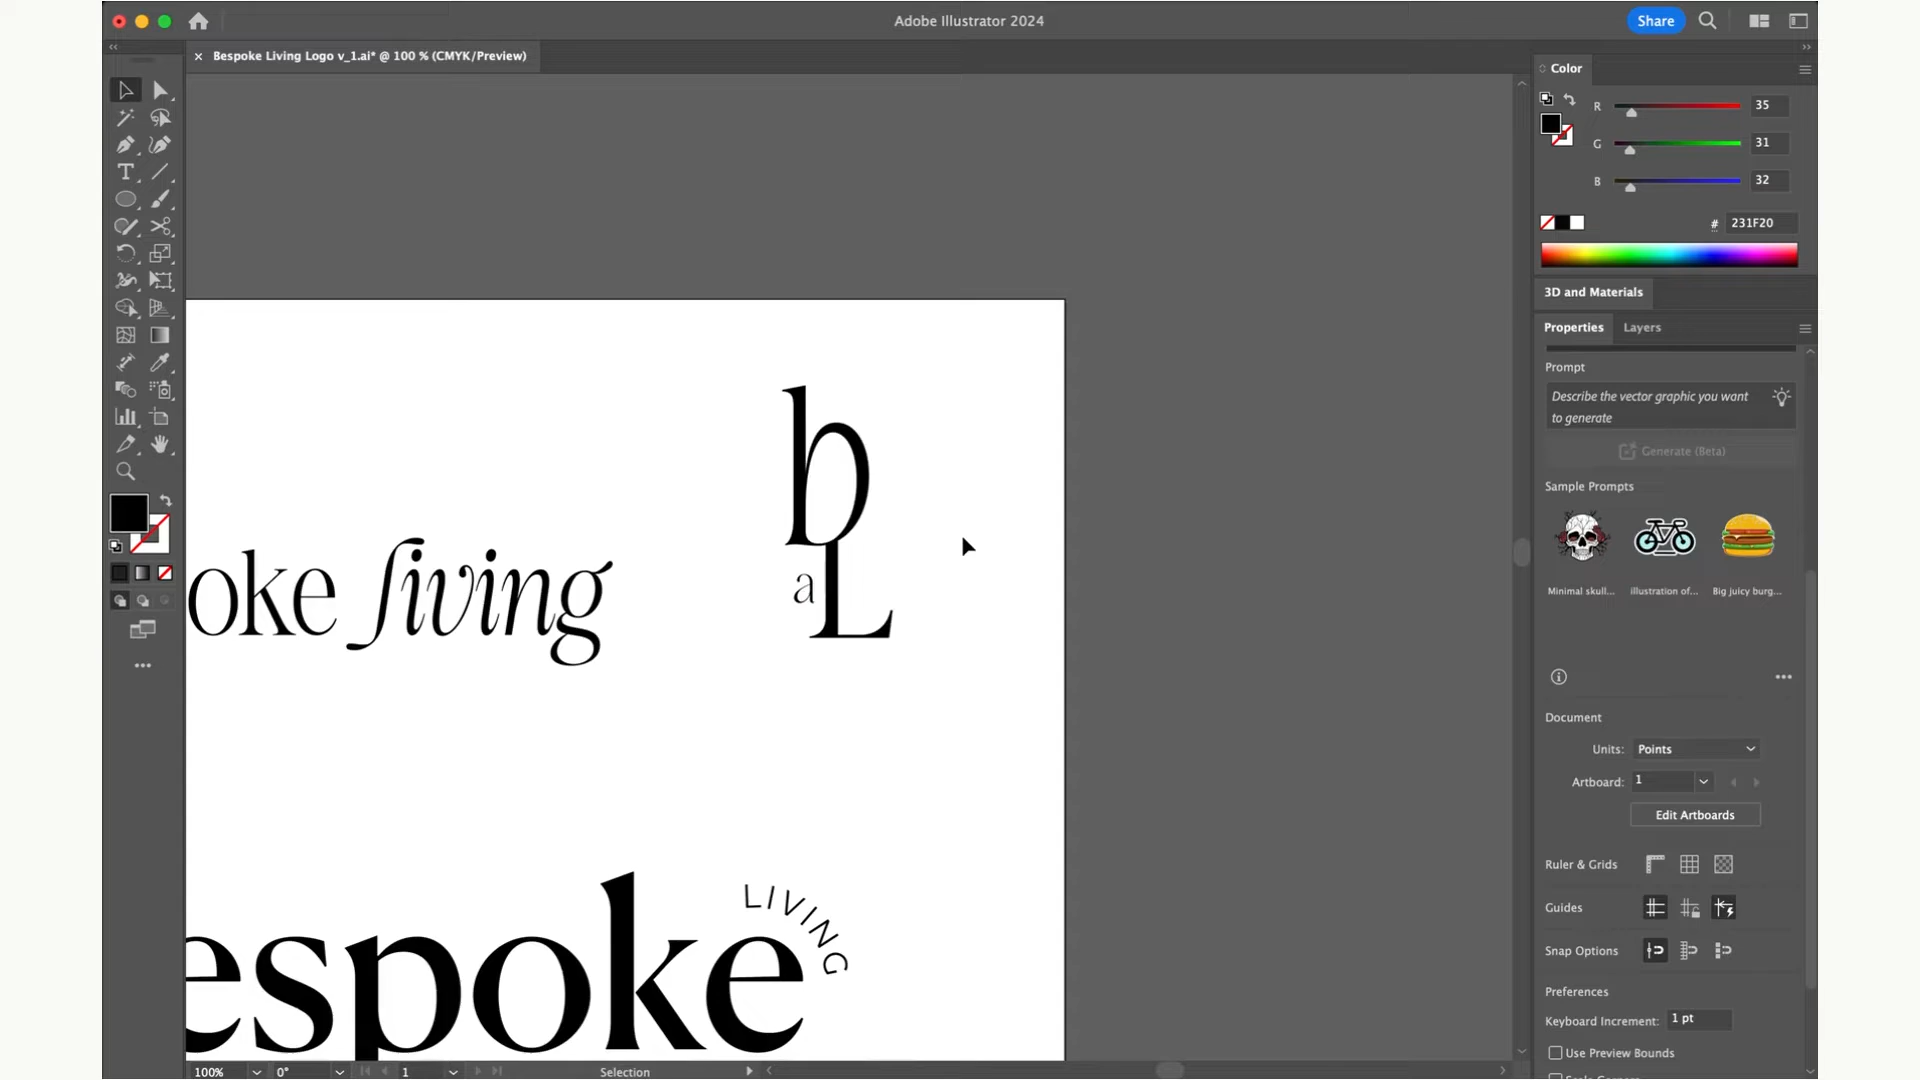 Adobe Illustrator 2024
Share
Bespoke Living Logo v_1.ai* @ 100 % (CMYK/Preview)
Color
R 35
G 31
B 32
# 231F20
3D and Materials
Properties Layers
Prompt
Describe the vector graphic you want
to generate
Generate (Beta)
Sample Prompts
Minimal skull... illustration of... Big juicy burg...
Document
Units: Points
Artboard: 1
Edit Artboards
Ruler & Grids
Guides
Snap Options
Preferences
Keyboard Increment: 1 pt
Use Preview Bounds
b
a
L
oke living
LIVING
espoke
100% 0° 1 Selection